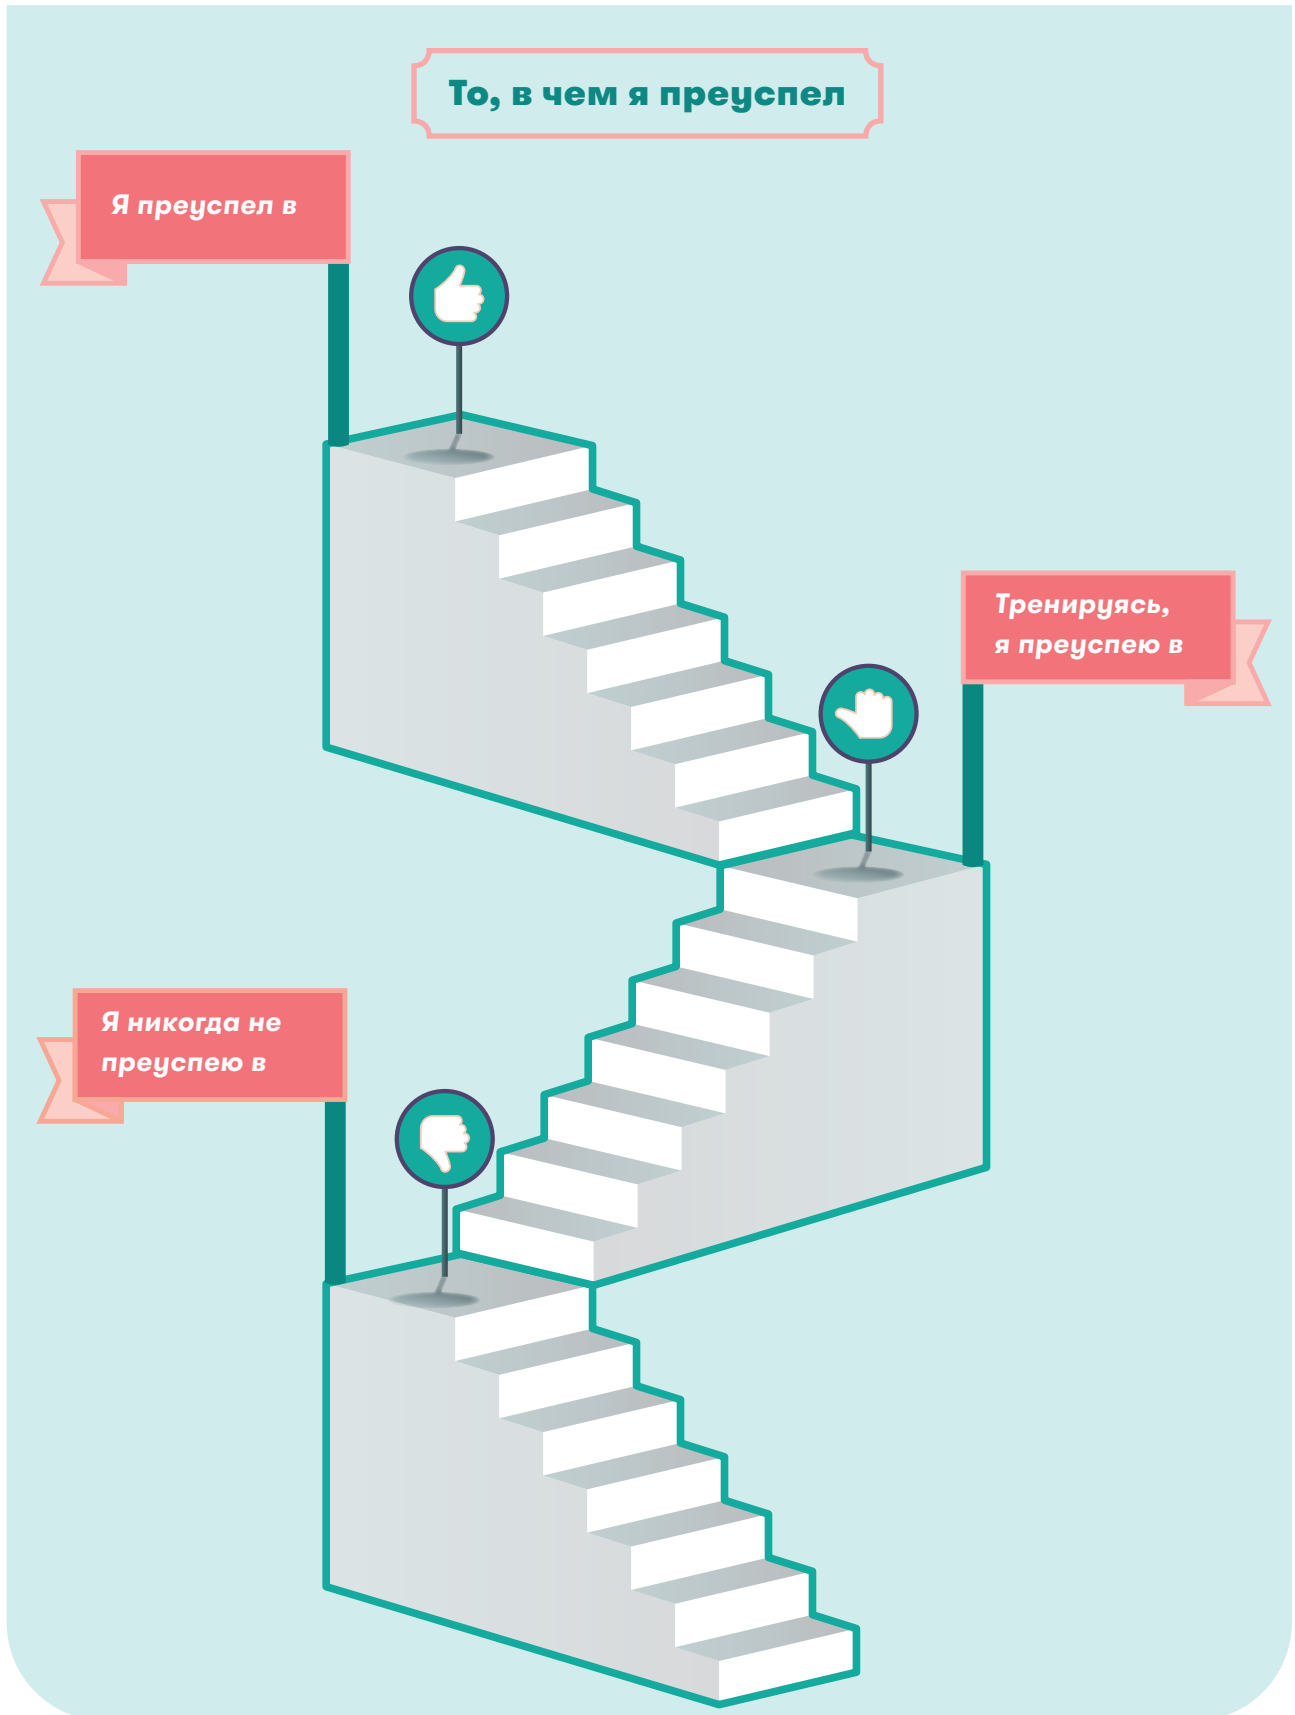 То, в чем я преуспел
Я преуспел в
Тренируясь,
я преуспею в
Я никогда не
преуспею в